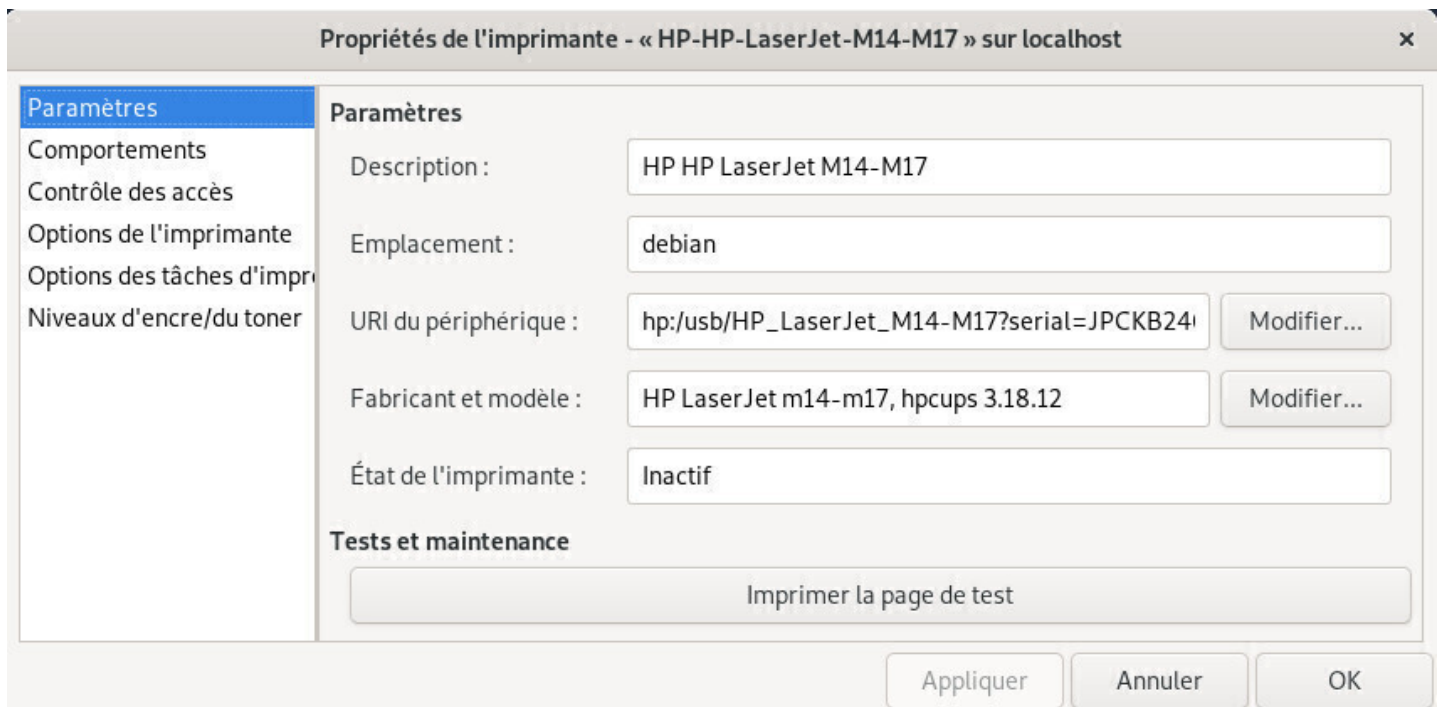 Propriétés de l'imprimante - « HP-HP-LaserJet-M14-M17 » sur localhost
Paramètres
Comportements
Contrôle des accès
Options de l'imprimante
Options des tâches d'impr
Niveaux d'encre/du toner
Paramètres
Description : HP HP LaserJet M14-M17
Emplacement : debian
URI du périphérique : hp:/usb/HP_LaserJet_M14-M17?serial=JPCKB24 Modifier...
Fabricant et modèle : HP LaserJet m14-m17, hpcups 3.18.12 Modifier...
État de l'imprimante : Inactif
Tests et maintenance
Imprimer la page de test
Appliquer Annuler OK